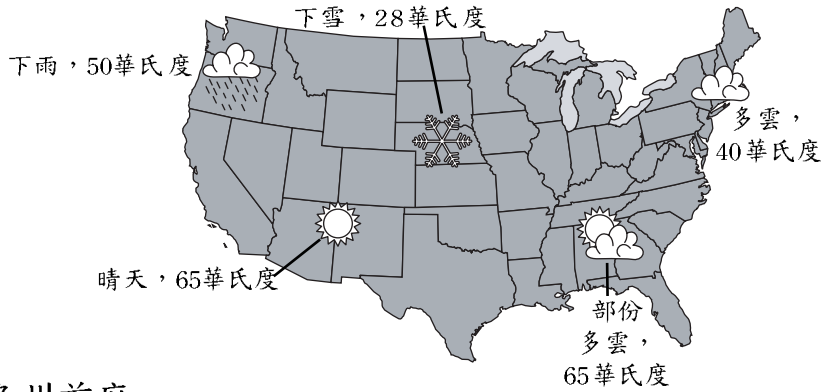 下雪，28華氏度
下雨，50華氏度
多雲，
40華氏度
晴天，65華氏度
部份
多雲，
65華氏度